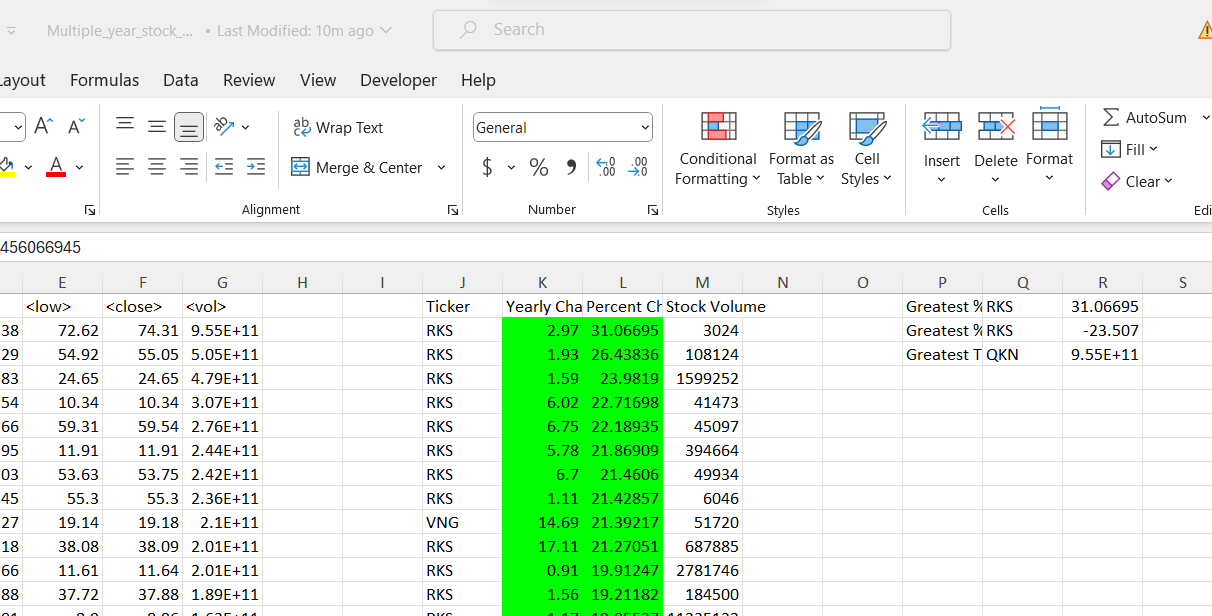 Multiple_year_stock_... • Last Modified: 10m ago
Search
Layout Formulas Data Review View Developer Help
A A ab Wrap Text General AutoSum
Conditional Formatting Format as Table Cell Styles Insert Delete Format Fill
A Merge & Center $ % , .00 Clear
Alignment Number Styles Cells Edi
456066945
E F G H I J K L M N O P Q R S
<low> <close> <vol> Ticker Yearly Cha Percent Ch Stock Volume Greatest % RKS 31.06695
38 72.62 74.31 9.55E+11 RKS 2.97 31.06695 3024 Greatest % RKS -23.507
29 54.92 55.05 5.05E+11 RKS 1.93 26.43836 108124 Greatest T QKN 9.55E+11
83 24.65 24.65 4.79E+11 RKS 1.59 23.9819 1599252
54 10.34 10.34 3.07E+11 RKS 6.02 22.71698 41473
66 59.31 59.54 2.76E+11 RKS 6.75 22.18935 45097
95 11.91 11.91 2.44E+11 RKS 5.78 21.86909 394664
03 53.63 53.75 2.42E+11 RKS 6.7 21.4606 49934
45 55.3 55.3 2.36E+11 RKS 1.11 21.42857 6046
27 19.14 19.18 2.1E+11 VNG 14.69 21.39217 51720
18 38.08 38.09 2.01E+11 RKS 17.11 21.27051 687885
66 11.61 11.64 2.01E+11 RKS 0.91 19.91247 2781746
88 37.72 37.88 1.89E+11 RKS 1.56 19.21182 184500